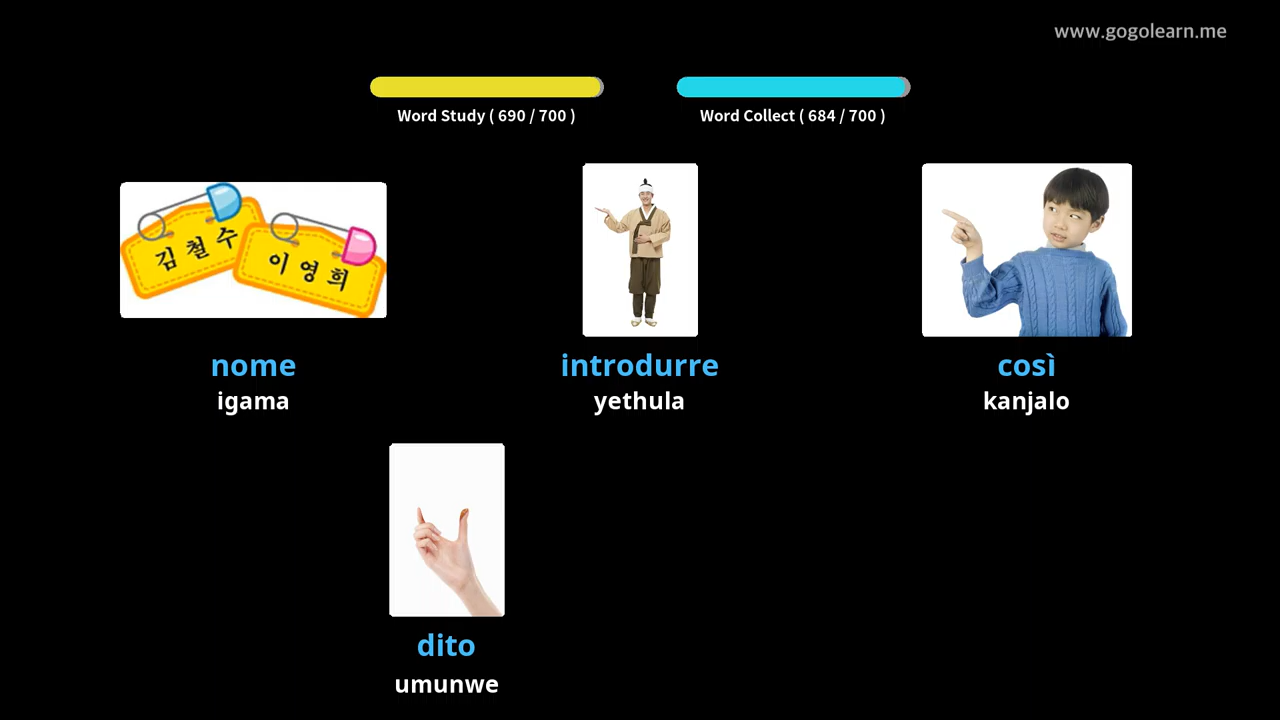 www.gogolearn.me
Word Study ( 690 / 700 )
Word Collect ( 684 / 700 )
김철수
이영희
nome
igama
introdurre
yethula
così
kanjalo
dito
umunwe